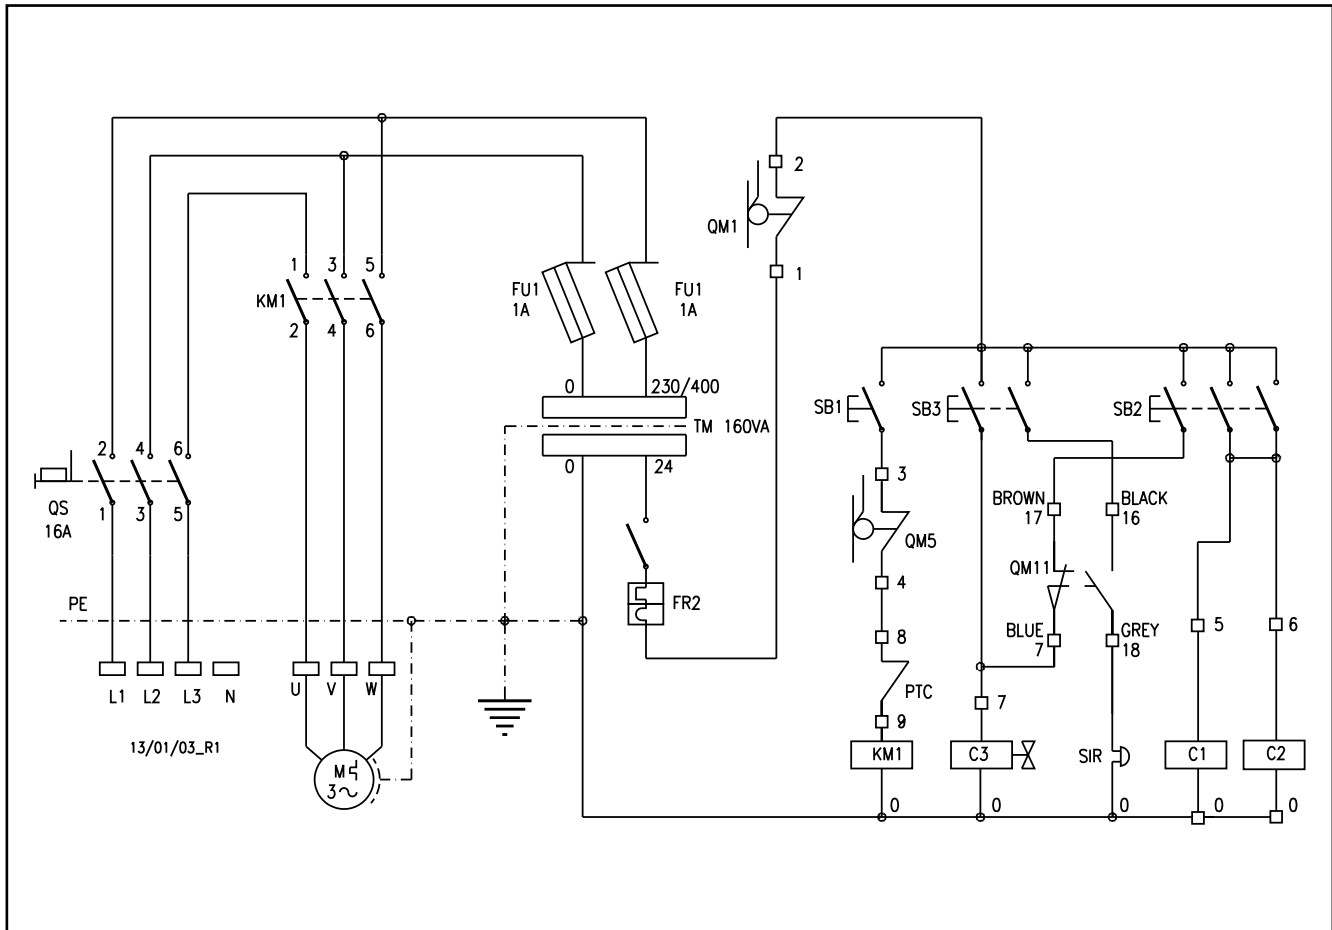 2
QM1
1
1 3 5
KM1
2 4 6
FU1
1A
FU1
1A
0 230/400
TM 160VA
0 24
SB1 SB3 SB2
2 4 6
QS
16A
1 3 5
3
BROWN
17
BLACK
16
QM5
QM11
4
PE
FR2
8
BLUE
7
GREY
18
5 6
L1 L2 L3 N
U V W
PTC
7
9
13/01/03_R1
M
3
KM1 C3 SIR C1 C2
0 0 0 0 0